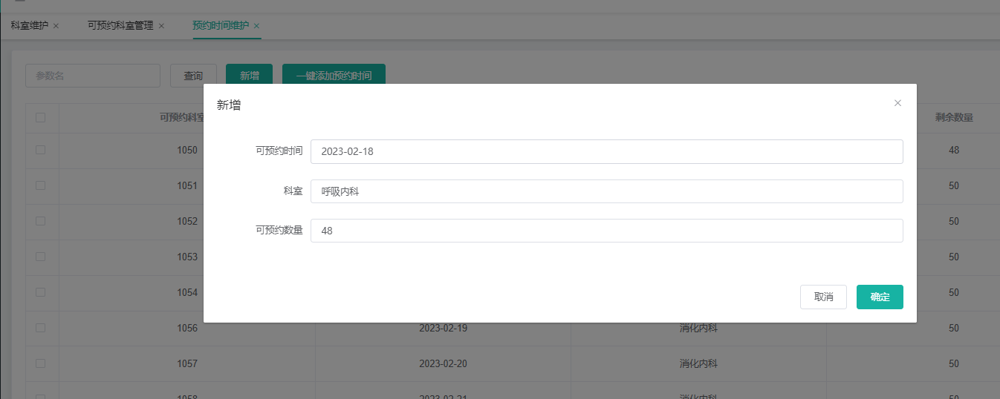 科室维护 × 可预约科室管理 × 预约时间维护 ×
参数名 查询 新增 一键添加预约时间
新增 ×
可预约科室 剩余数量
可预约时间 2023-02-18
1050 48
科室 呼吸内科
1051 50
1052 50
可预约数量 48
1053 50
1054 50
取消 确定
1056 2023-02-19 消化内科 50
1057 2023-02-20 消化内科 50
1058 2023-02-21 消化内科 50